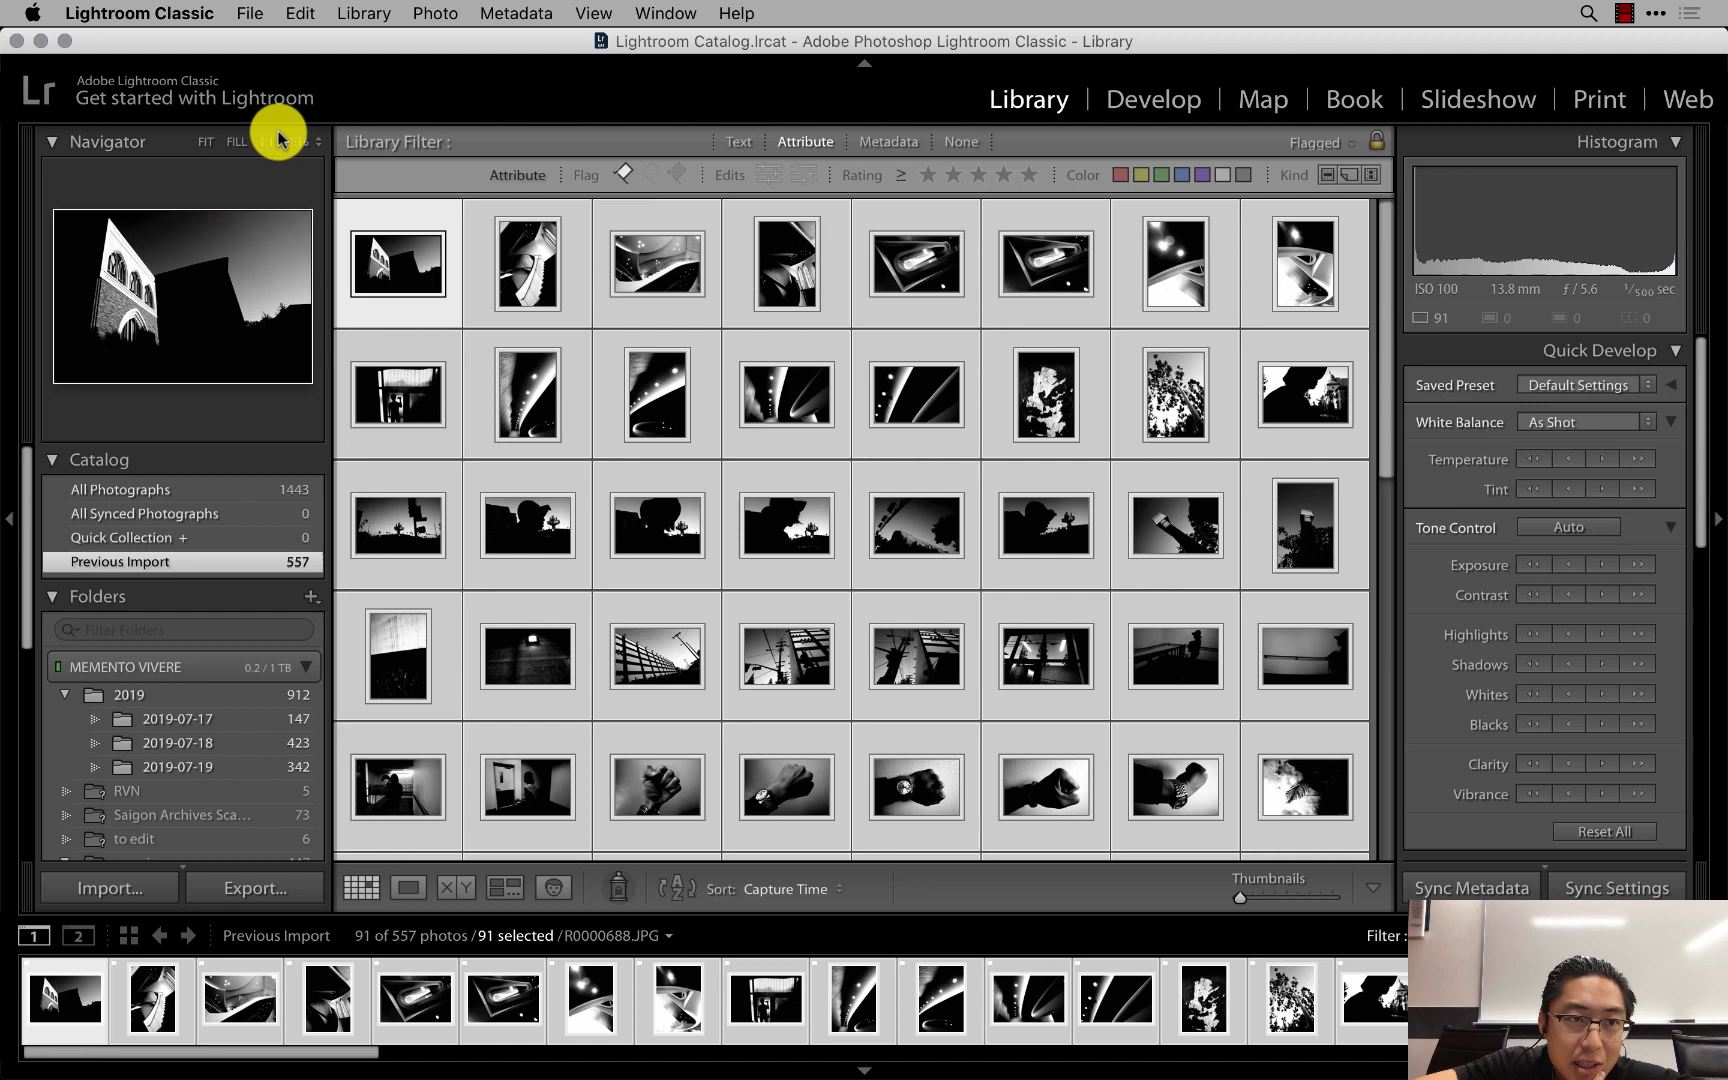 Lightroom Classic File Edit Library Photo Metadata View Window Help
Lightroom Catalog.lrcat - Adobe Photoshop Lightroom Classic - Library
Lr
Adobe Lightroom Classic
Get started with Lightroom
Library | Develop | Map | Book | Slideshow | Print | Web
Navigator FIT FILL
Library Filter : Text Attribute Metadata None Flagged
Attribute Flag Edits Rating ≥ Color Kind
Histogram
ISO 100 13.8 mm ƒ / 5.6 1/500 sec
91 0 0 0
Quick Develop
Saved Preset Default Settings
White Balance As Shot
Temperature
Tint
Tone Control Auto
Exposure
Contrast
Highlights
Shadows
Whites
Blacks
Clarity
Vibrance
Reset All
Catalog
All Photographs 1443
All Synced Photographs 0
Quick Collection + 0
Previous Import 557
Folders +
Filter Folders
MEMENTO VIVERE 0.2 / 1 TB
2019 912
2019-07-17 147
2019-07-18 423
2019-07-19 342
RVN 5
Saigon Archives Sca... 73
to edit 6
Import... Export...
X Y
Sort: Capture Time
Thumbnails
Sync Metadata Sync Settings
1 2 Previous Import 91 of 557 photos / 91 selected / R0000688.JPG Filter :